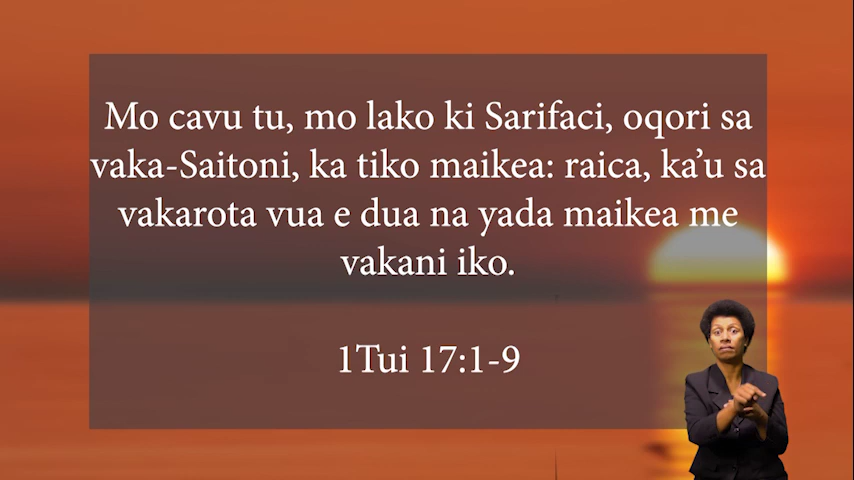 Mo cavu tu, mo lako ki Sarifaci, oqori sa
vaka-Saitoni, ka tiko maikea: raica, ka’u sa
vakarota vua e dua na yada maikea me
vakani iko.
1Tui 17:1-9